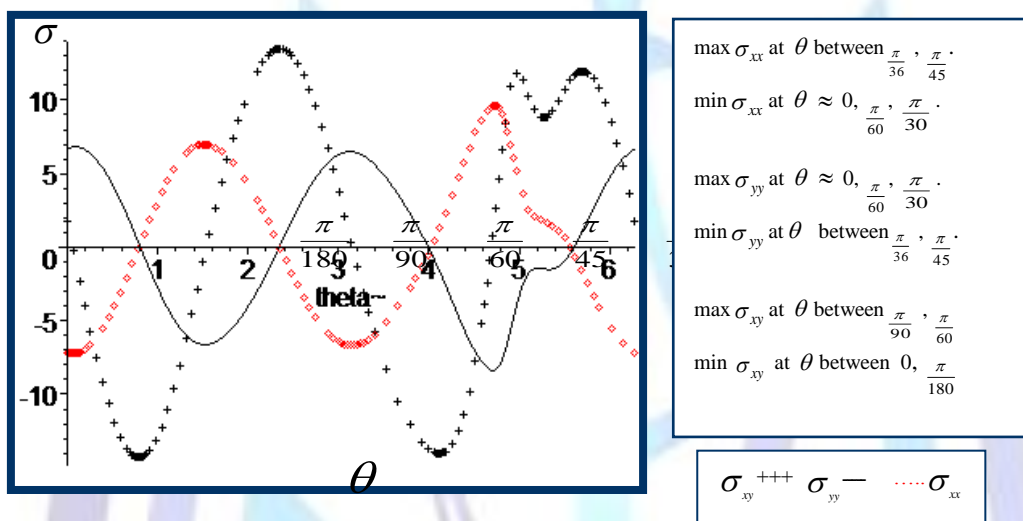 σ
10
5
0
-5
-10
1 2 3 4 5 6
π/180 π/90 π/60 π/45
theta~
θ
max σxx at θ between π/36 , π/45 .
min σxx at θ ≈ 0, π/60 , π/30 .
max σyy at θ ≈ 0, π/60 , π/30 .
min σyy at θ between π/36 , π/45 .
max σxy at θ between π/90 , π/60
min σxy at θ between 0, π/180
σxy +++ σyy — ..... σxx